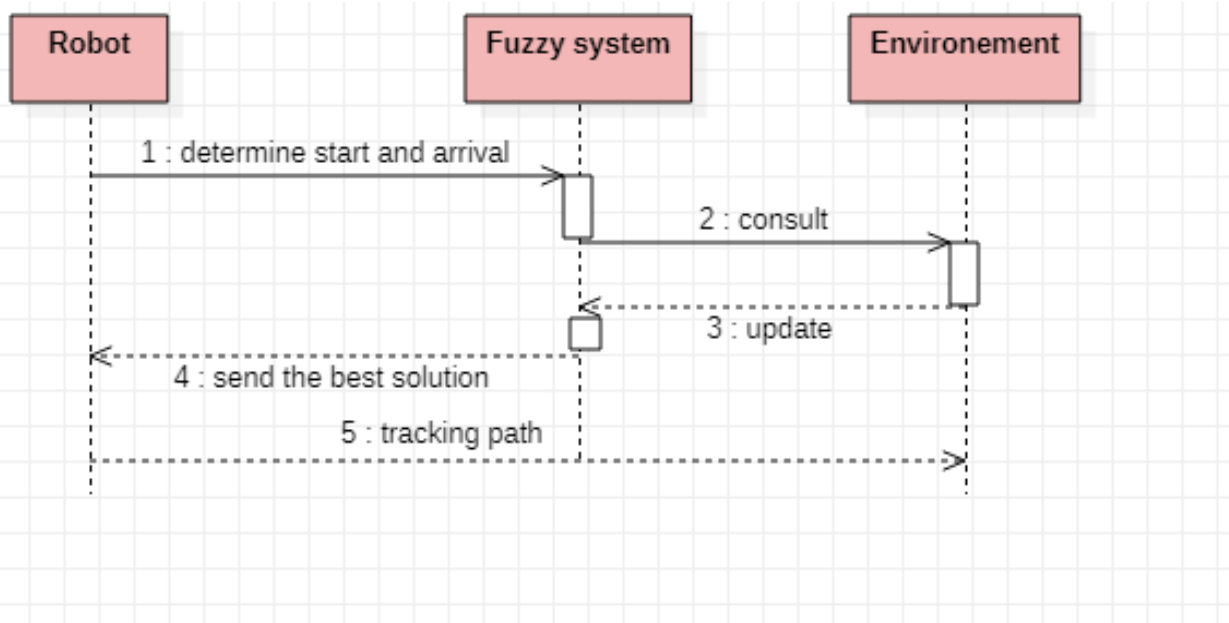 Robot
Fuzzy system
Environement
1 : determine start and arrival
2 : consult
3 : update
4 : send the best solution
5 : tracking path